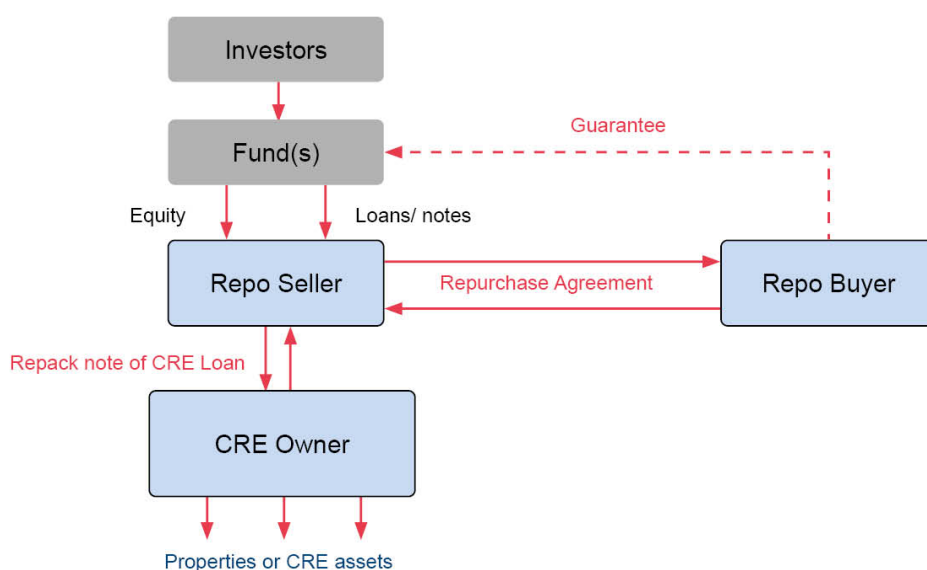 Investors
Guarantee
Fund(s)
Equity
Loans/ notes
Repo Seller
Repurchase Agreement
Repo Buyer
Repack note of CRE Loan
CRE Owner
Properties or CRE assets